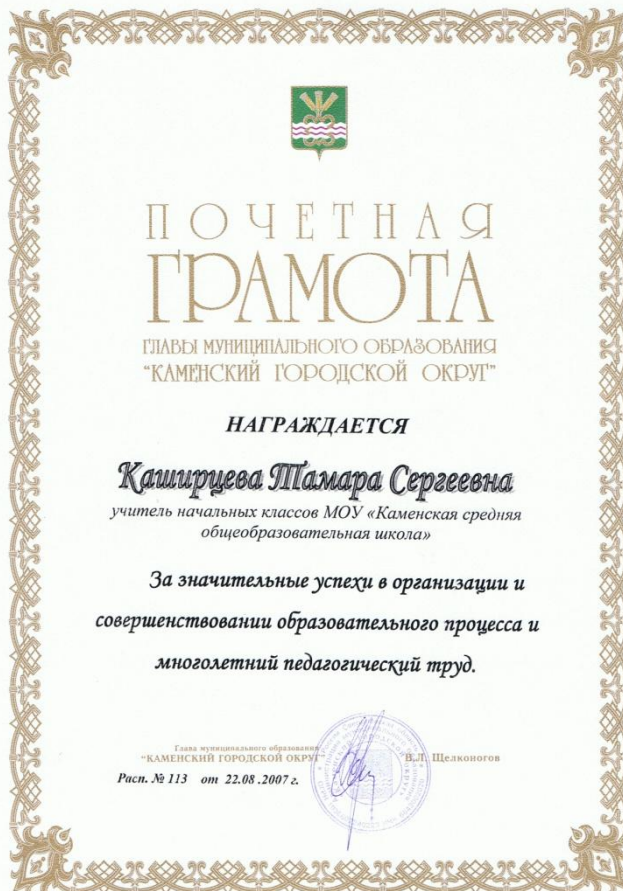 ПОЧЕТНАЯ
ГРАМОТА
ГЛАВЫ МУНИЦИПАЛЬНОГО ОБРАЗОВАНИЯ
"КАМЕНСКИЙ ГОРОДСКОЙ ОКРУГ"
НАГРАЖДАЕТСЯ
Каширцева Тамара Сергеевна
учитель начальных классов МОУ «Каменская средняя
общеобразовательная школа»
За значительные успехи в организации и
совершенствовании образовательного процесса и
многолетний педагогический труд.
Глава муниципального образования
"КАМЕНСКИЙ ГОРОДСКОЙ ОКРУГ" В.Л. Щелконогов
Расп. № 113 от 22.08.2007 г.